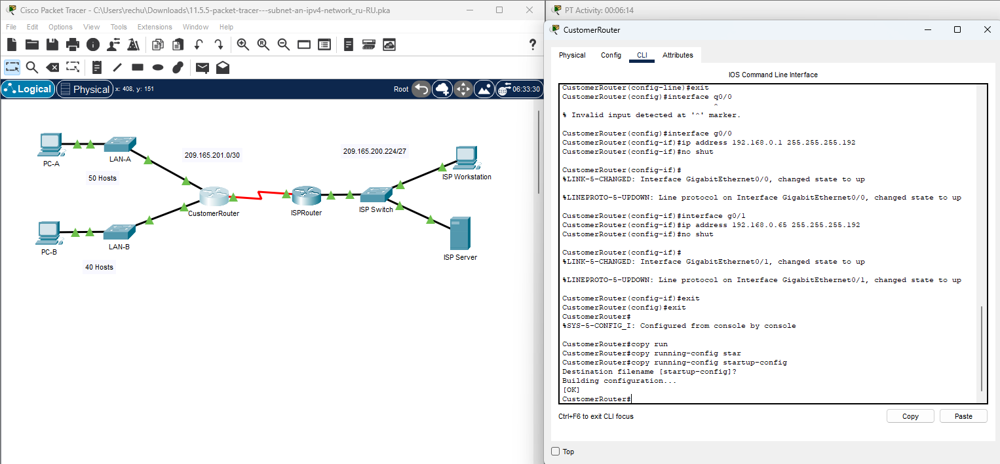 Cisco Packet Tracer - C:\Users\rechu\Downloads\11.5.5-packet-tracer---subnet-an-ipv4-network_ru-RU.pka
File Edit Options View Tools Extensions Window Help
Logical Physical x: 408, y: 151 Root 06:33:30
PC-A
LAN-A
50 Hosts
209.165.201.0/30
209.165.200.224/27
ISP Workstation
CustomerRouter
ISPRouter
ISP Switch
PC-B
LAN-B
40 Hosts
ISP Server
PT Activity: 00:06:14
CustomerRouter
Physical Config CLI Attributes
IOS Command Line Interface
CustomerRouter(config-line)#exit
CustomerRouter(config)#interface q0/0
^
% Invalid input detected at '^' marker.
CustomerRouter(config)#interface g0/0
CustomerRouter(config-if)#ip address 192.168.0.1 255.255.255.192
CustomerRouter(config-if)#no shut
CustomerRouter(config-if)#
%LINK-5-CHANGED: Interface GigabitEthernet0/0, changed state to up
%LINEPROTO-5-UPDOWN: Line protocol on Interface GigabitEthernet0/0, changed state to up
CustomerRouter(config-if)#interface g0/1
CustomerRouter(config-if)#ip address 192.168.0.65 255.255.255.192
CustomerRouter(config-if)#no shut
CustomerRouter(config-if)#
%LINK-5-CHANGED: Interface GigabitEthernet0/1, changed state to up
%LINEPROTO-5-UPDOWN: Line protocol on Interface GigabitEthernet0/1, changed state to up
CustomerRouter(config-if)#exit
CustomerRouter(config)#exit
CustomerRouter#
%SYS-5-CONFIG_I: Configured from console by console
CustomerRouter#copy run
CustomerRouter#copy running-config star
CustomerRouter#copy running-config startup-config
Destination filename [startup-config]?
Building configuration...
[OK]
CustomerRouter#
Ctrl+F6 to exit CLI focus
Copy Paste
Top